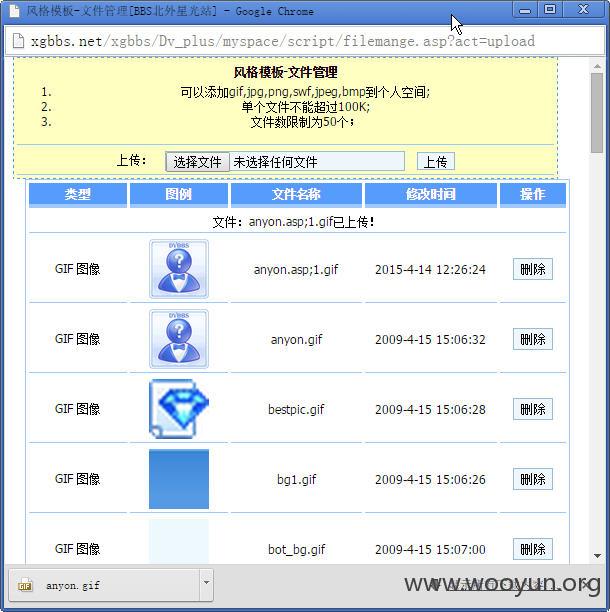 风格模板-文件管理[BBS北外星光站] - Google Chrome
xgbbs.net/xgbbs/Dv_plus/myspace/script/filemange.asp?act=upload
风格模板-文件管理
1. 可以添加gif,jpg,png,swf,jpeg,bmp到个人空间;
2. 单个文件不能超过100K;
3. 文件数限制为50个；
上传： 选择文件 未选择任何文件 上传
类型 图例 文件名称 修改时间 操作
文件：anyon.asp;1.gif已上传！
DVBBS
GIF 图像 anyon.asp;1.gif 2015-4-14 12:26:24 删除
DVBBS
GIF 图像 anyon.gif 2009-4-15 15:06:32 删除
GIF 图像 bestpic.gif 2009-4-15 15:06:28 删除
GIF 图像 bg1.gif 2009-4-15 15:06:26 删除
GIF 图像 bot_bg.gif 2009-4-15 15:07:00 删除
GIF anyon.gif
www.wooyun.org